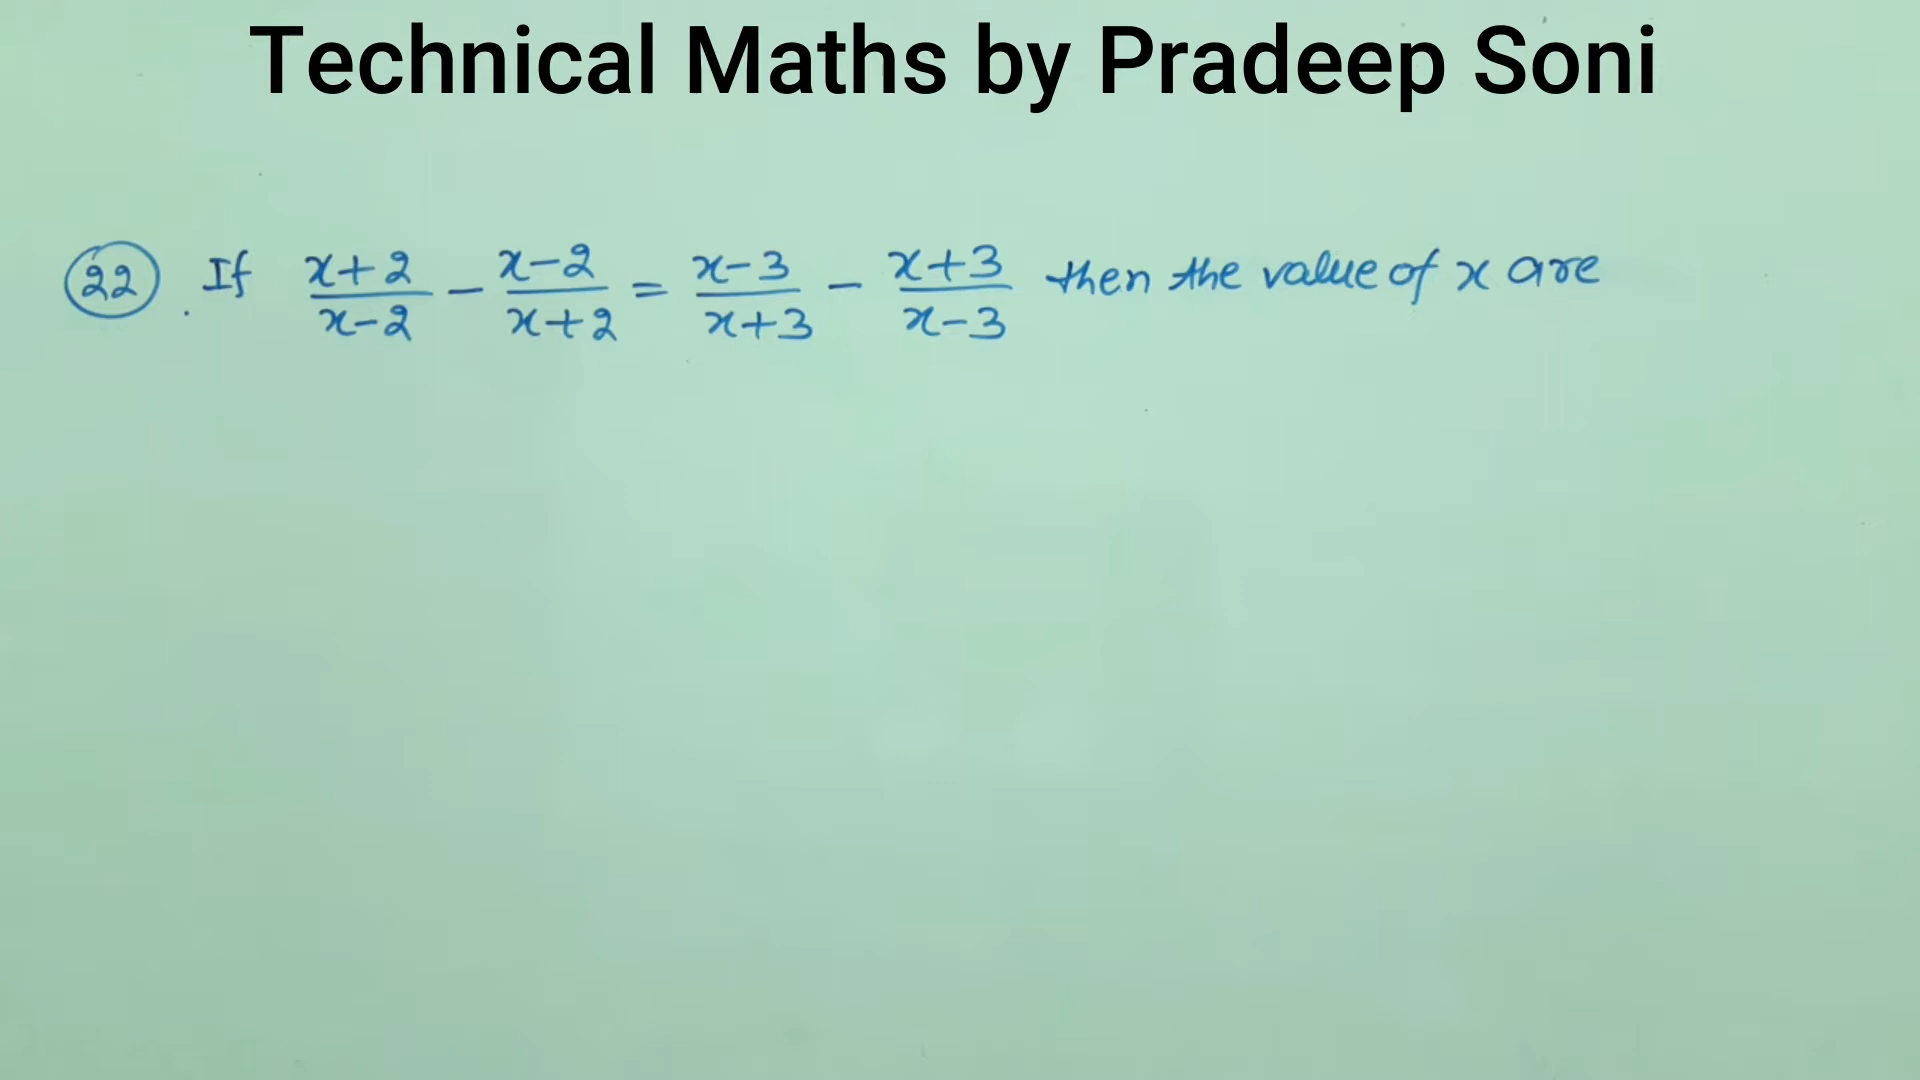 Technical Maths by Pradeep Soni
22. If (x+2)/(x-2) - (x-2)/(x+2) = (x-3)/(x+3) - (x+3)/(x-3) then the value of x are